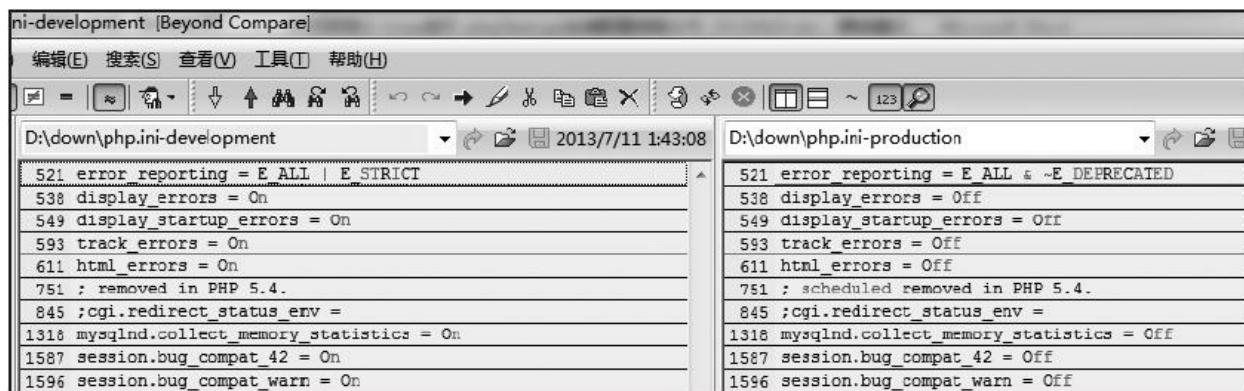 ni-development [Beyond Compare]
编辑(E) 搜索(S) 查看(V) 工具(T) 帮助(H)
123
D:\down\php.ini-development 2013/7/11 1:43:08
521 error_reporting = E_ALL | E_STRICT
538 display_errors = On
549 display_startup_errors = On
593 track_errors = On
611 html_errors = On
751 ; removed in PHP 5.4.
845 ;cgi.redirect_status_env =
1318 mysqlnd.collect_memory_statistics = On
1587 session.bug_compat_42 = On
1596 session.bug_compat_warn = On
D:\down\php.ini-production
521 error_reporting = E_ALL & ~E_DEPRECATED
538 display_errors = Off
549 display_startup_errors = Off
593 track_errors = Off
611 html_errors = Off
751 ; scheduled removed in PHP 5.4.
845 ;cgi.redirect_status_env =
1318 mysqlnd.collect_memory_statistics = Off
1587 session.bug_compat_42 = Off
1596 session.bug_compat_warn = Off